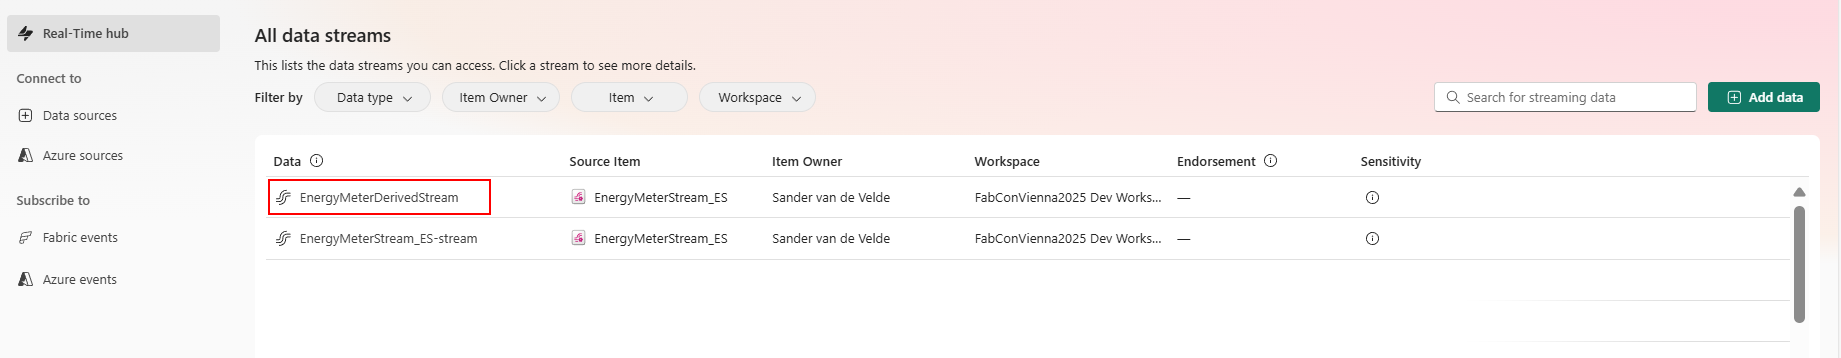 Real-Time hub
Connect to
Data sources
Azure sources
Subscribe to
Fabric events
Azure events
All data streams
This lists the data streams you can access. Click a stream to see more details.
Filter by Data type Item Owner Item Workspace Search for streaming data Add data
Data Source Item Item Owner Workspace Endorsement Sensitivity
EnergyMeterDerivedStream EnergyMeterStream_ES Sander van de Velde FabConVienna2025 Dev Works... —
EnergyMeterStream_ES-stream EnergyMeterStream_ES Sander van de Velde FabConVienna2025 Dev Works... —